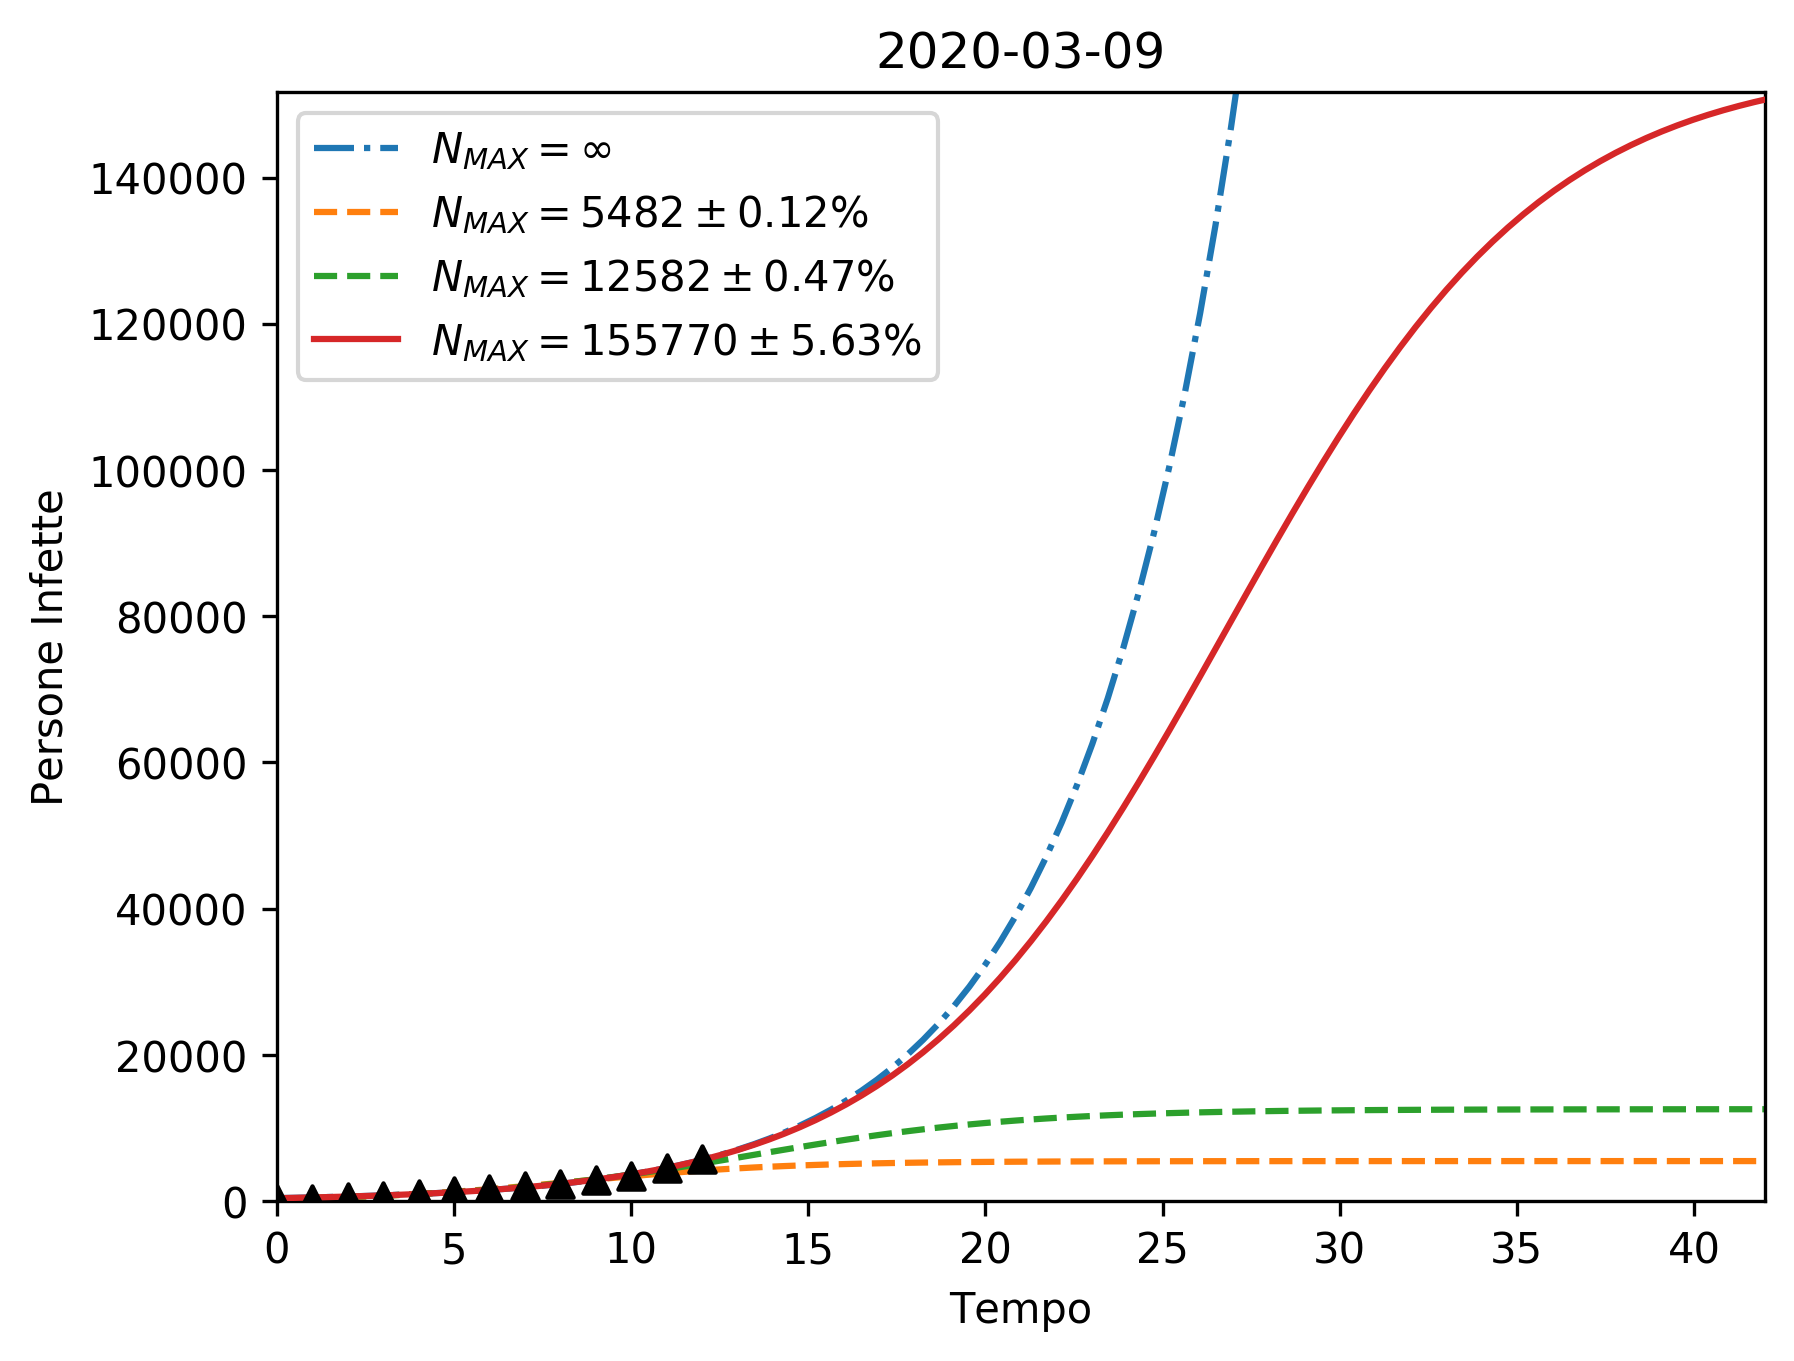 2020-03-09
N_MAX = ∞
N_MAX = 5482 ± 0.12%
N_MAX = 12582 ± 0.47%
N_MAX = 155770 ± 5.63%
140000
120000
100000
80000
60000
40000
20000
0
Persone Infette
0 5 10 15 20 25 30 35 40
Tempo